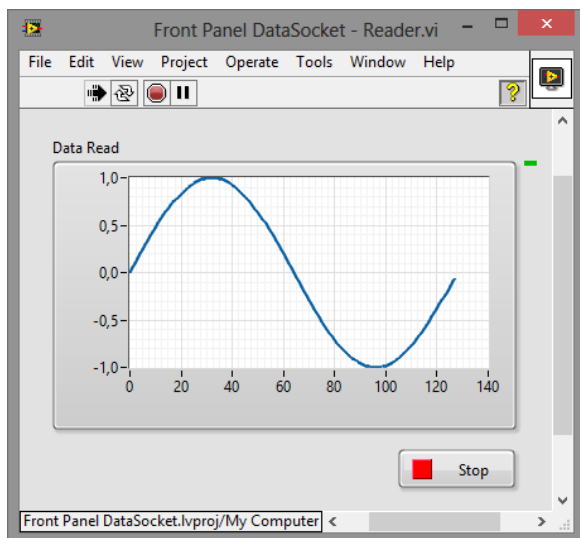 Front Panel DataSocket - Reader.vi
File Edit View Project Operate Tools Window Help
?
Data Read
1,0
0,5
0,0
-0,5
-1,0
0 20 40 60 80 100 120 140
Stop
Front Panel DataSocket.lvproj/My Computer